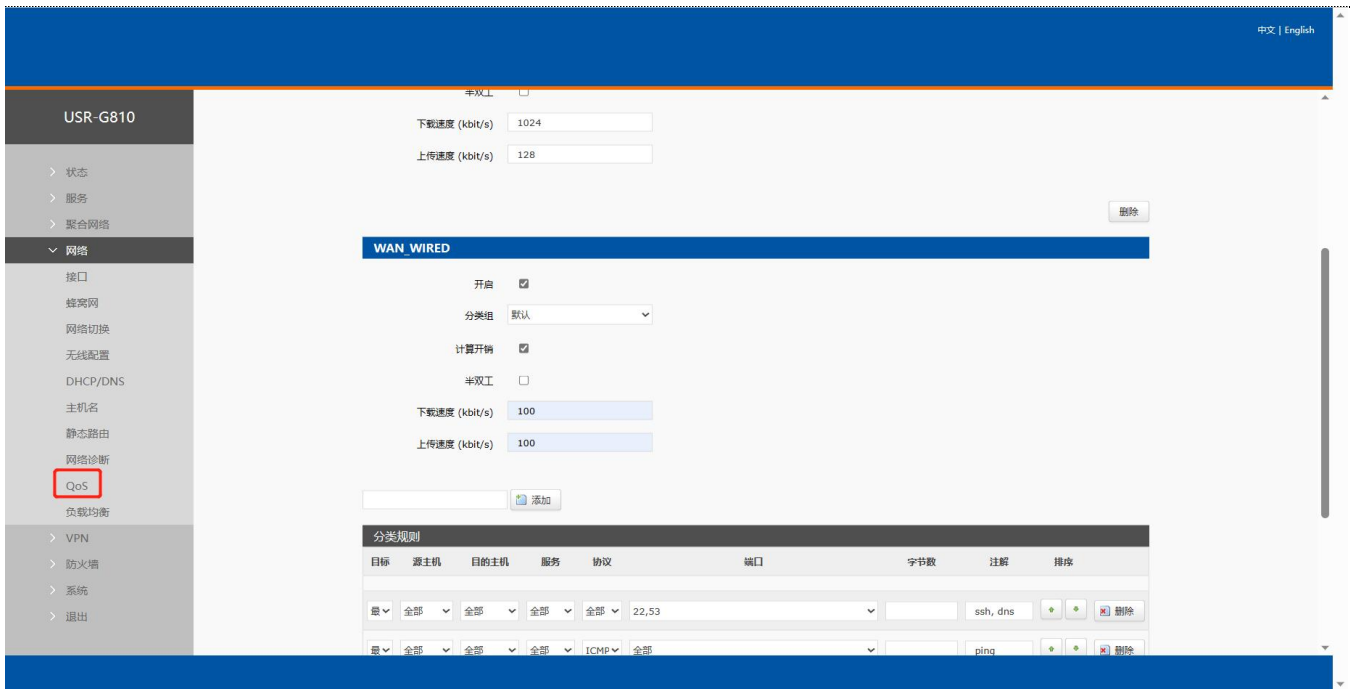 中文 | English
USR-G810
状态
服务
聚合网络
网络
接口
蜂窝网
网络切换
无线配置
DHCP/DNS
主机名
静态路由
网络诊断
QoS
负载均衡
VPN
防火墙
系统
退出
半双工
下载速度 (kbit/s) 1024
上传速度 (kbit/s) 128
删除
WAN_WIRED
开启
分类组 默认
计算开销
半双工
下载速度 (kbit/s) 100
上传速度 (kbit/s) 100
添加
分类规则
目标 源主机 目的主机 服务 协议 端口 字节数 注解 排序
最 全部 全部 全部 全部 22,53 ssh, dns 删除
最 全部 全部 全部 ICMP 全部 ping 删除